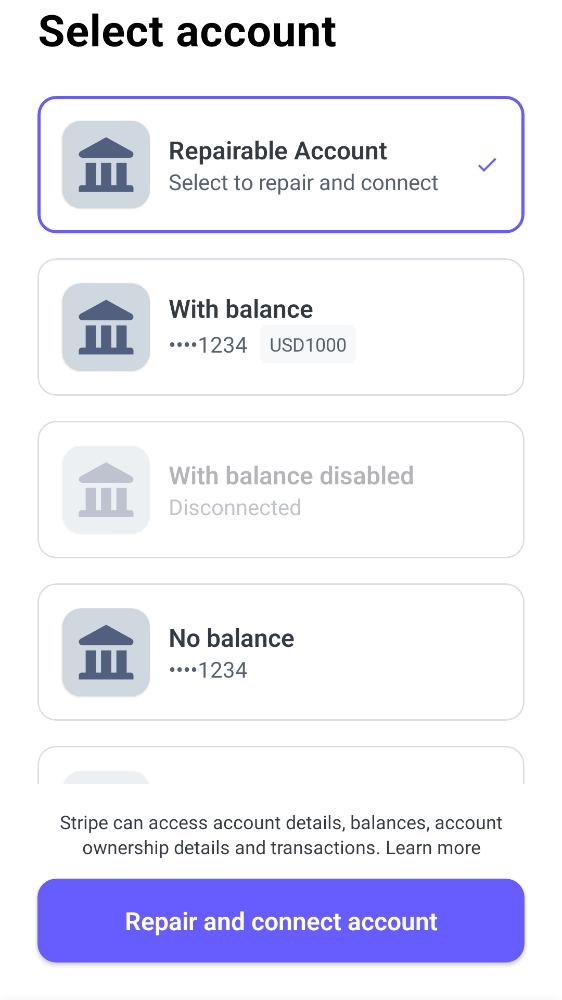 Select account
Repairable Account
Select to repair and connect
With balance
••••1234 USD1000
With balance disabled
Disconnected
No balance
••••1234
Stripe can access account details, balances, account
ownership details and transactions. Learn more
Repair and connect account